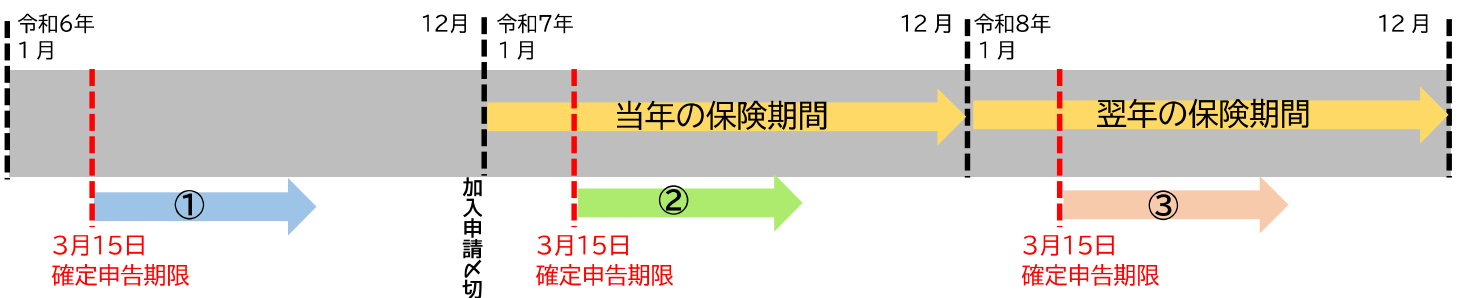 令和6年
1月
12月
令和7年
1月
12月
令和8年
1月
12月
当年の保険期間
翌年の保険期間
①
②
③
加入申請〆切
3月15日
確定申告期限
3月15日
確定申告期限
3月15日
確定申告期限